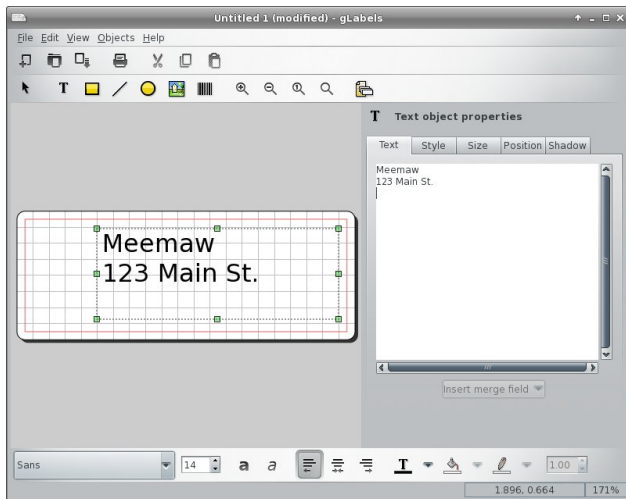 Untitled 1 (modified) - gLabels
File Edit View Objects Help
T
T Text object properties
Text Style Size Position Shadow
Meemaw
123 Main St.
Meemaw
123 Main St.
Insert merge field
Sans 14 a a T 1.00
1.896, 0.664 171%